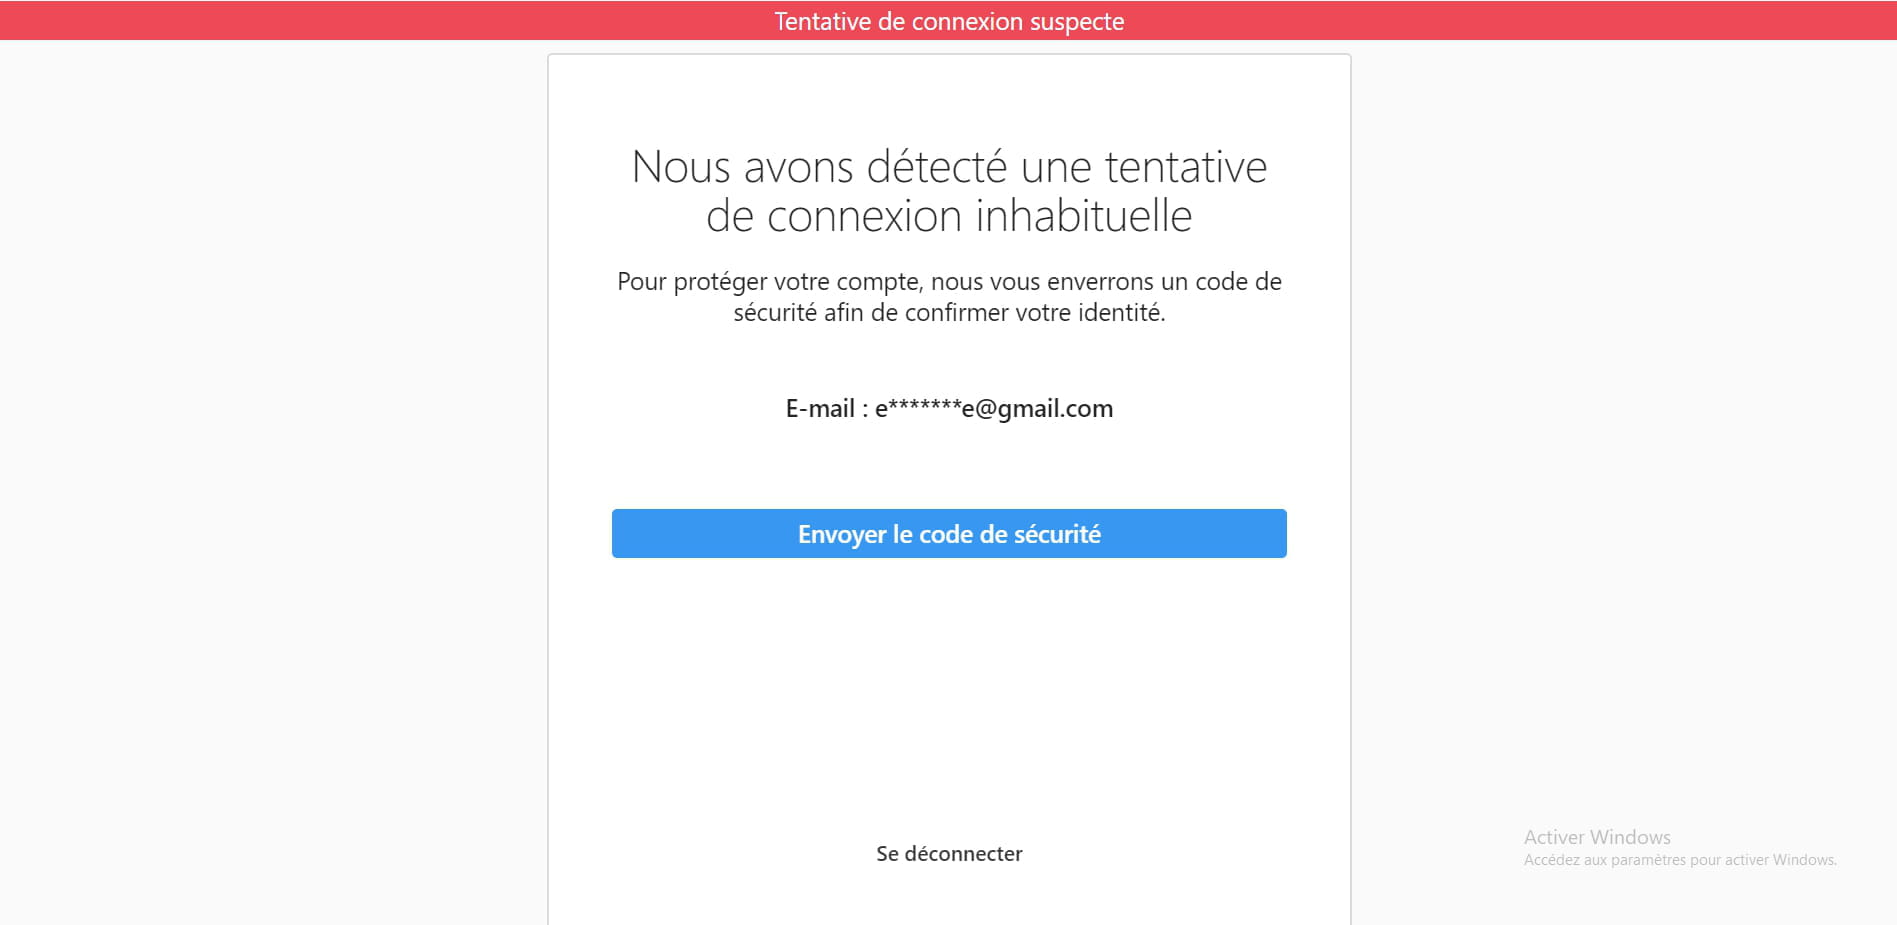 Tentative de connexion suspecte
Nous avons détecté une tentative
de connexion inhabituelle
Pour protéger votre compte, nous vous enverrons un code de
sécurité afin de confirmer votre identité.
E-mail : e*******e@gmail.com
Envoyer le code de sécurité
Se déconnecter
Activer Windows
Accédez aux paramètres pour activer Windows.